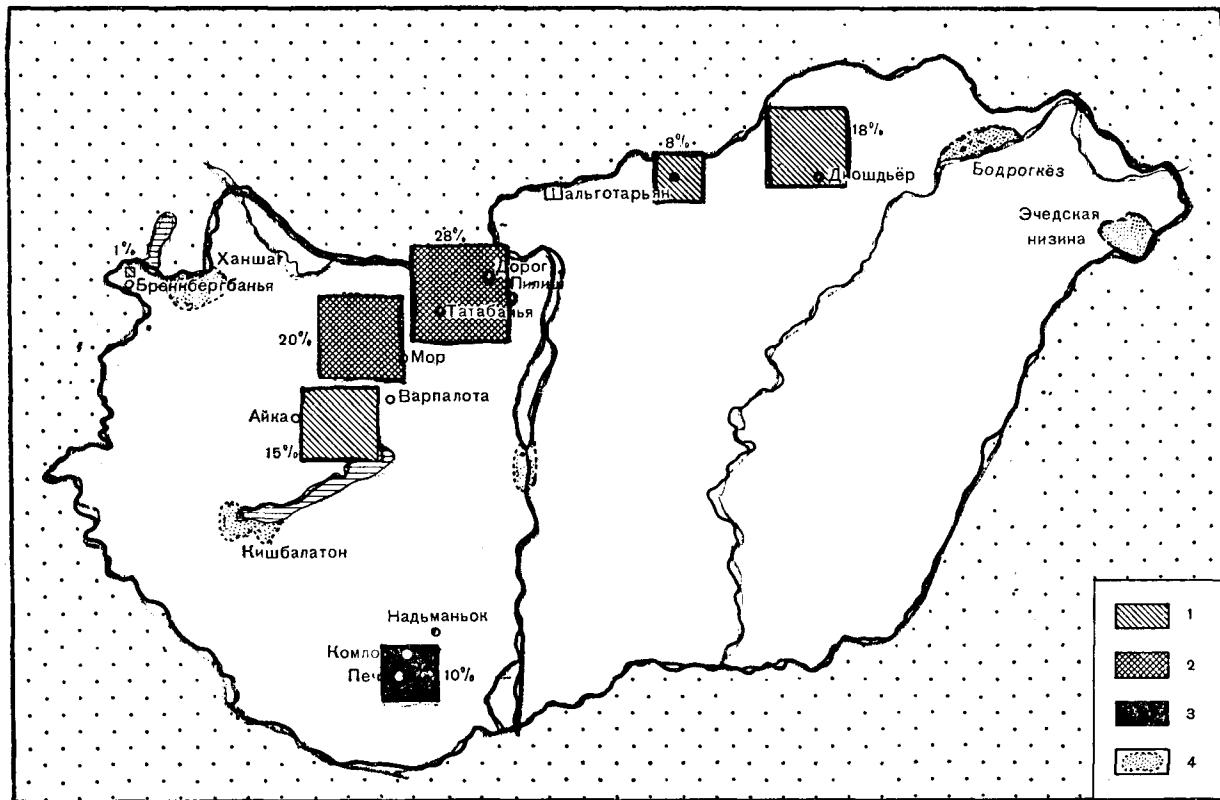 18%
8%
Диошдьёр
Бодрогкёз
Шальготарьян
Эчедская
низина
28%
1%
Ханшаг
Дорог
Бреннбергбанья
Пилиш
Татабанья
20%
Мор
Варпалота
Айка
15%
Кишбалатон
Надьманьок
Комло
Печ
10%
1
2
3
4